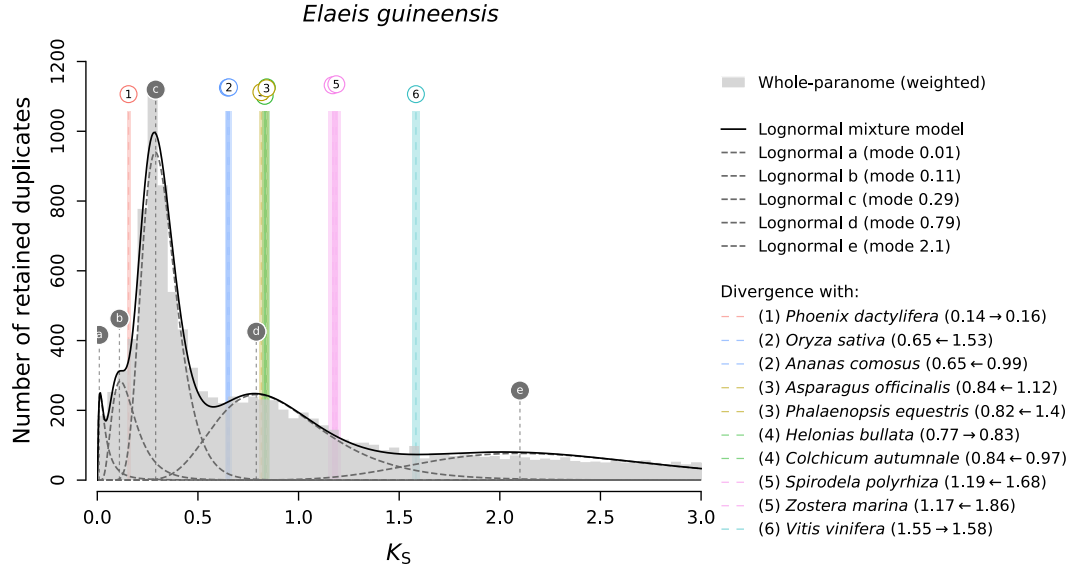 Elaeis guineensis
Number of retained duplicates
1200
1000
800
600
400
200
0
a
b
c
d
e
1
2
3
5
6
0.0
0.5
1.0
1.5
2.0
2.5
3.0
K_S
Whole-paranome (weighted)
Lognormal mixture model
Lognormal a (mode 0.01)
Lognormal b (mode 0.11)
Lognormal c (mode 0.29)
Lognormal d (mode 0.79)
Lognormal e (mode 2.1)
Divergence with:
(1) Phoenix dactylifera (0.14→0.16)
(2) Oryza sativa (0.65←1.53)
(2) Ananas comosus (0.65←0.99)
(3) Asparagus officinalis (0.84←1.12)
(3) Phalaenopsis equestris (0.82←1.4)
(4) Helonias bullata (0.77→0.83)
(4) Colchicum autumnale (0.84←0.97)
(5) Spirodela polyrhiza (1.19←1.68)
(5) Zostera marina (1.17←1.86)
(6) Vitis vinifera (1.55→1.58)